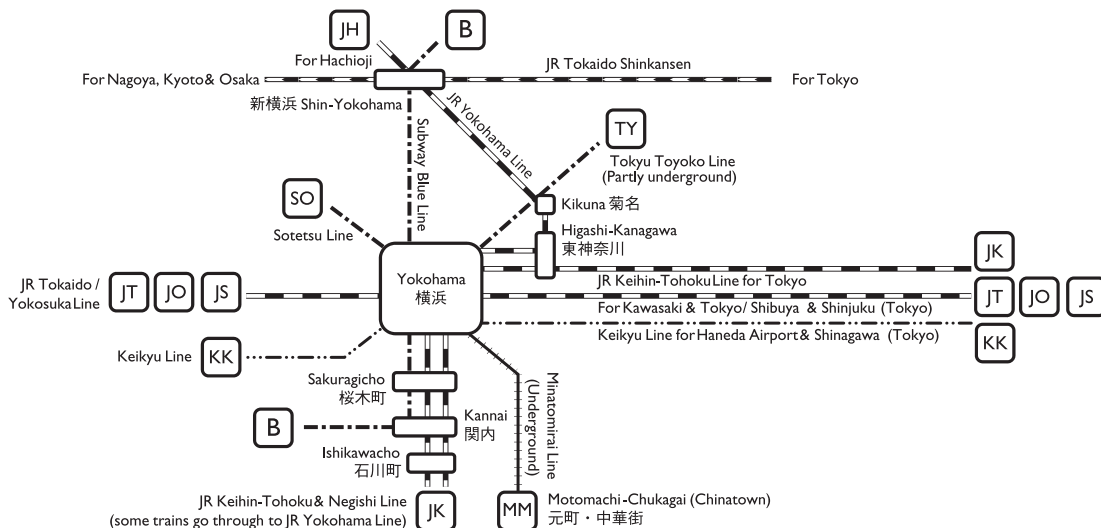 JH
B
For Hachioji
JR Tokaido Shinkansen
For Nagoya, Kyoto & Osaka
For Tokyo
新横浜 Shin-Yokohama
JR Yokohama Line
Subway Blue Line
TY
Tokyu Toyoko Line
(Partly underground)
SO
Sotetsu Line
Kikuna 菊名
Higashi-Kanagawa
東神奈川
Yokohama
横浜
JK
JR Keihin-Tohoku Line for Tokyo
JR Tokaido /
Yokosuka Line
JT JO JS
JT JO JS
For Kawasaki & Tokyo / Shibuya & Shinjuku (Tokyo)
Keikyu Line for Haneda Airport & Shinagawa (Tokyo)
KK
Keikyu Line
KK
Sakuragicho
桜木町
Minatomirai Line
(Underground)
B
Kannai
関内
Ishikawacho
石川町
JR Keihin-Tohoku & Negishi Line
(some trains go through to JR Yokohama Line)
JK
MM
Motomachi-Chukagai (Chinatown)
元町・中華街